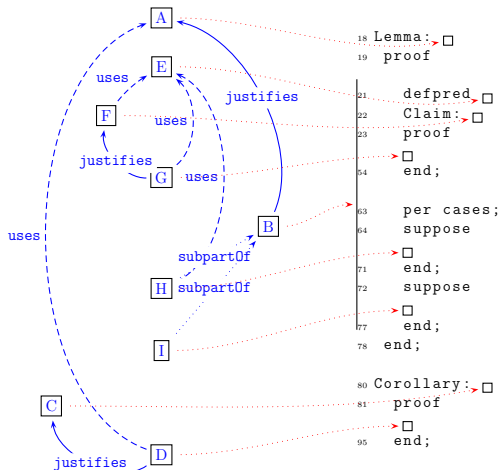 A
18 Lemma:
19 proof
E
uses
justifies
21 defpred
F
22 Claim:
uses
23 proof
justifies
54 end;
G
uses
63 per cases;
B
64 suppose
uses
subpartOf
71 end;
H
subpartOf
72 suppose
77 end;
I
78 end;
80 Corollary:
C
81 proof
95 end;
D
justifies